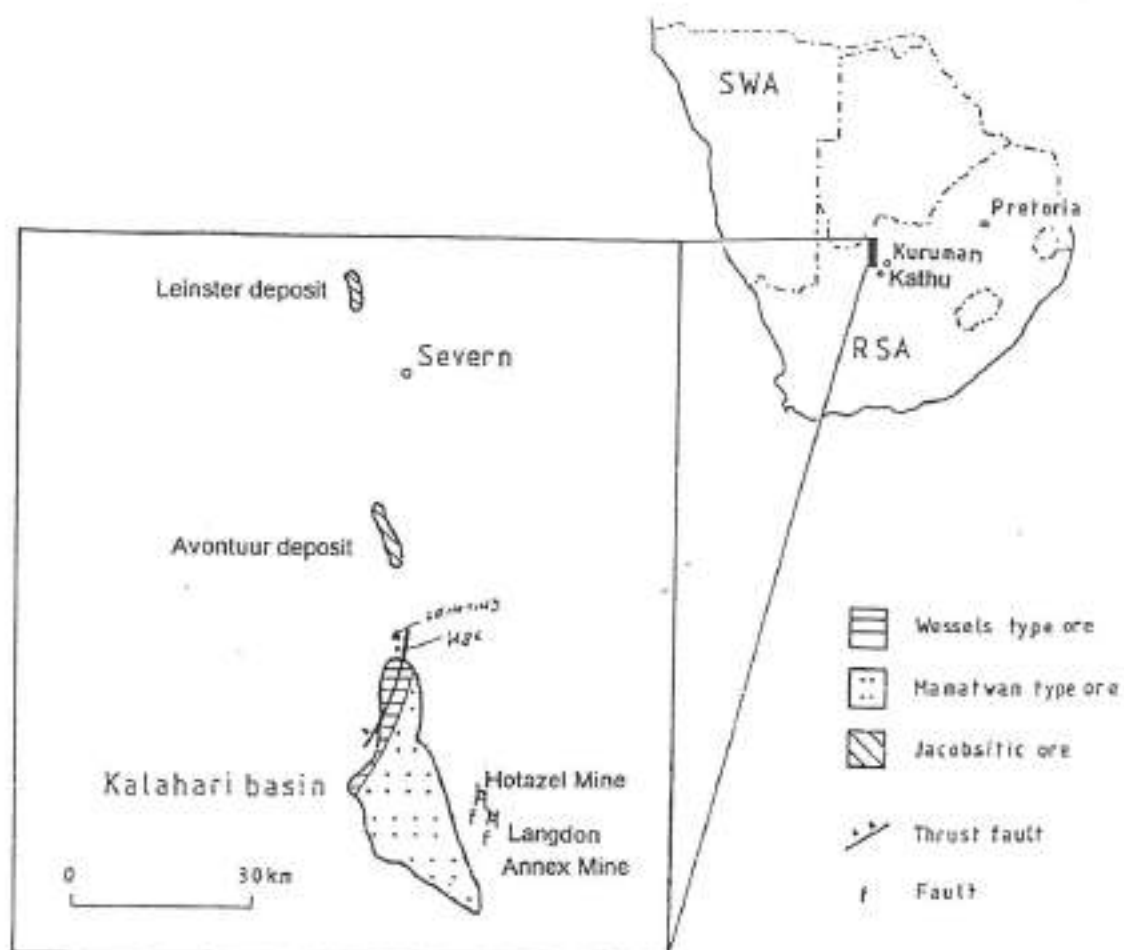 SWA
Pretoria
Kuruman
Kathu
RSA
Leinster deposit
Severn
Avontuur deposit
Kalahari basin
Hotazel Mine
f
f
Langdon
Annex Mine
0 30km
Wessels type ore
Mamatwan type ore
Jacobsitic ore
Thrust fault
f Fault